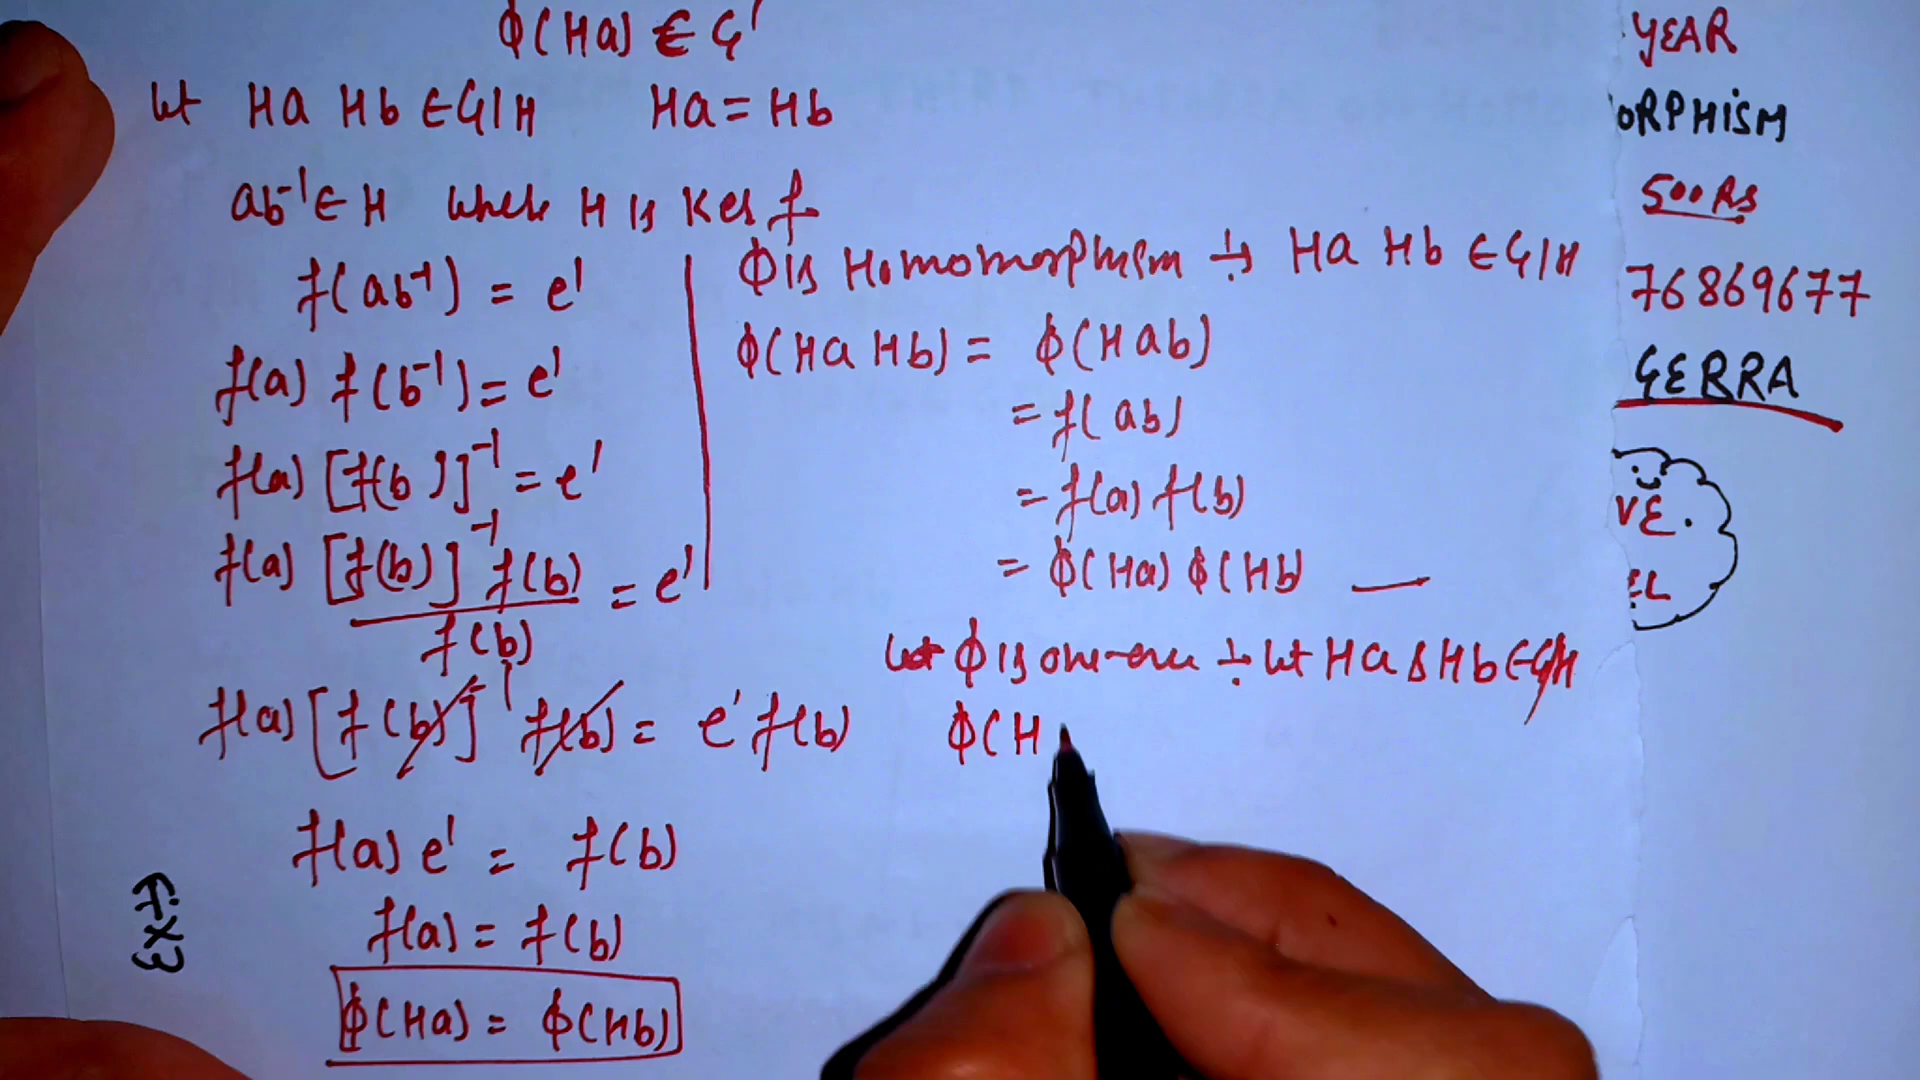 ϕ(Ha) ∈ G'
let Ha Hb ∈ G/H Ha = Hb
ab⁻¹ ∈ H where H is Ker f
f(ab⁻¹) = e'
f(a) f(b⁻¹) = e'
f(a) [f(b)]⁻¹ = e'
f(a) [f(b)]⁻¹ f(b) = e'
f(b)
f(a) [f(b)]⁻¹ f(b) = e' f(b)
f(a) e' = f(b)
f(a) = f(b)
ϕ(Ha) = ϕ(Hb)
ϕ is Homomorphism ÷ Ha Hb ∈ G/H
ϕ(Ha Hb) = ϕ(Hab)
= f(ab)
= f(a) f(b)
= ϕ(Ha) ϕ(Hb)
let ϕ is one-one ÷ let Ha & Hb ∈ G/H
ϕ(H
YEAR
ORPHiSM
500 Rs
76869677
GEBRA
VE.
EL